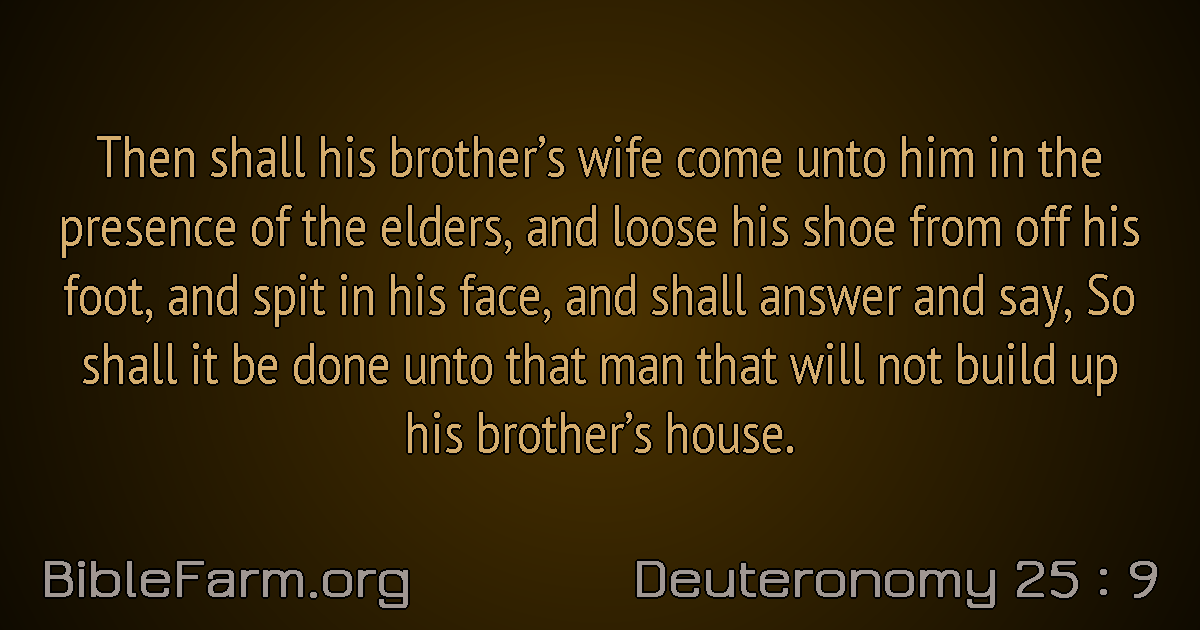 Then shall his brother’s wife come unto him in the
presence of the elders, and loose his shoe from off his
foot, and spit in his face, and shall answer and say, So
shall it be done unto that man that will not build up
his brother’s house.
BibleFarm.org
Deuteronomy 25 : 9